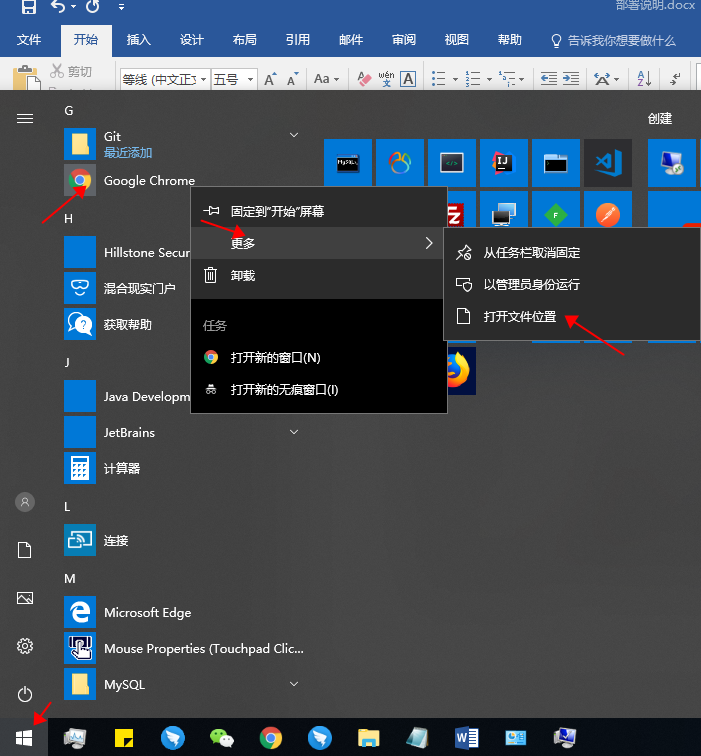 部署说明.docx
文件 开始 插入 设计 布局 引用 邮件 审阅 视图 帮助 告诉我你想要做什么
剪切
等线 (中文正文 五号 A A Aa wén A
G
创建
Git
最近添加
Google Chrome
H
固定到"开始"屏幕
更多
卸载
从任务栏取消固定
以管理员身份运行
打开文件位置
Hillstone Secur
混合现实门户
获取帮助
任务
打开新的窗口(N)
打开新的无痕窗口(I)
J
Java Developm
JetBrains
计算器
L
连接
M
Microsoft Edge
Mouse Properties (Touchpad Clic...
MySQL